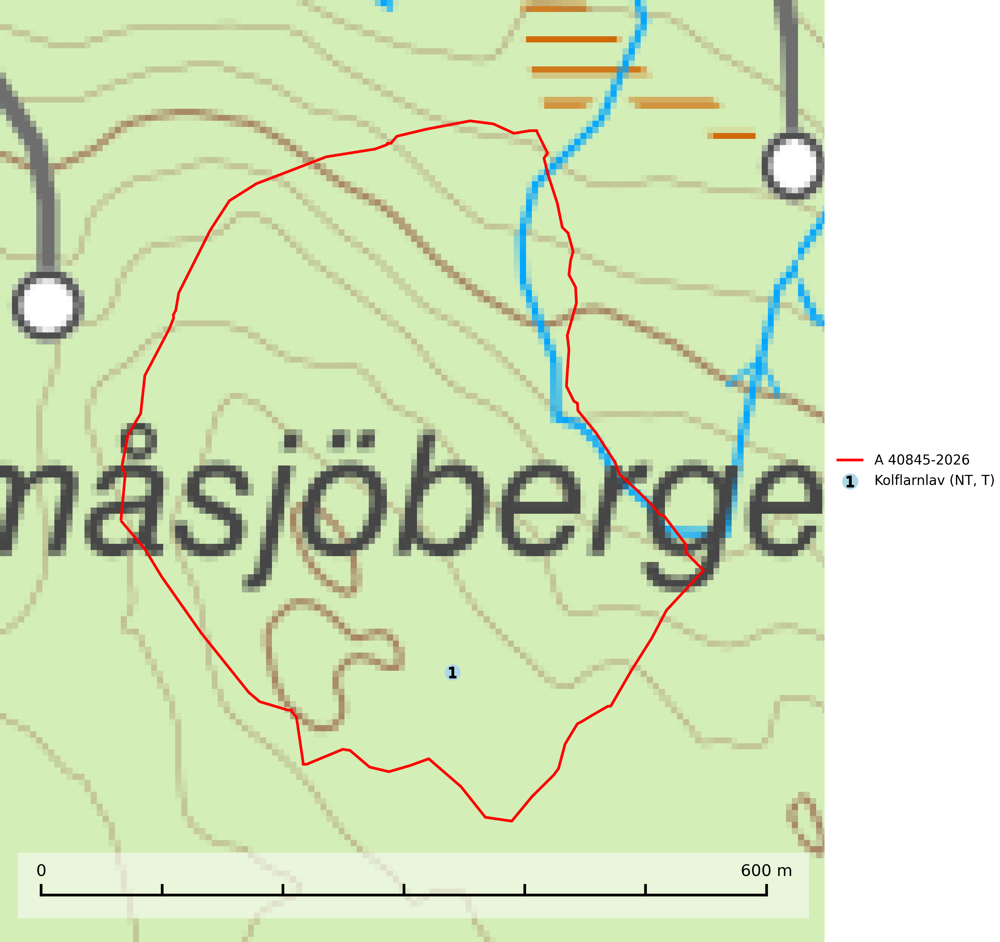 måsjöberge
A 40845-2026
1 Kolflarnlav (NT, T)
1
0 600 m